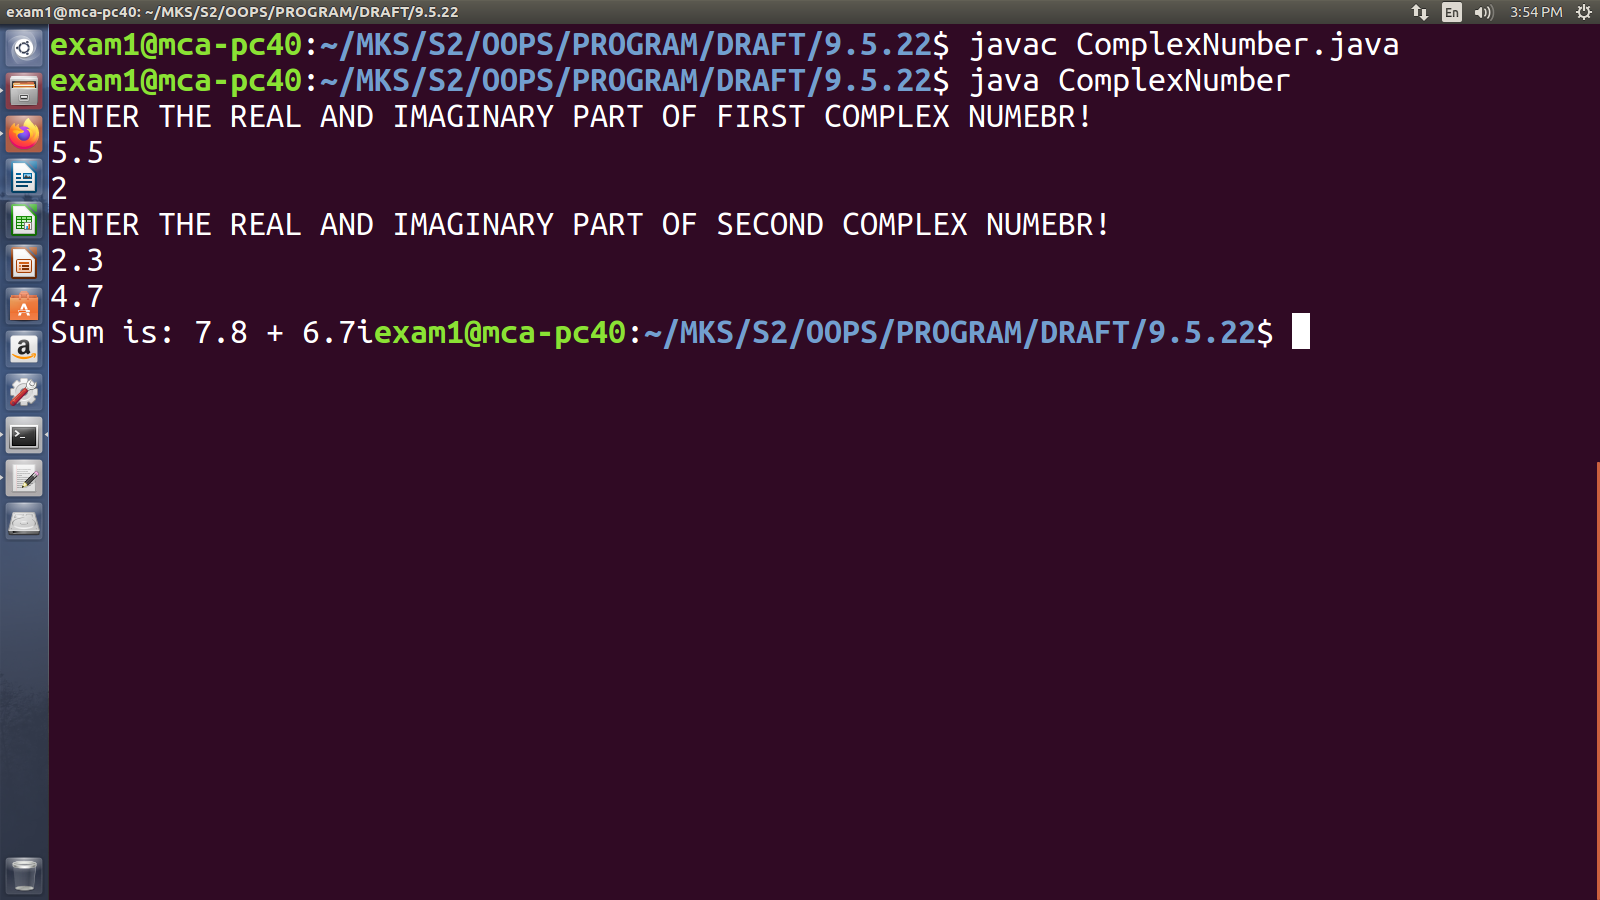 exam1@mca-pc40: ~/MKS/S2/OOPS/PROGRAM/DRAFT/9.5.22
En
3:54 PM
exam1@mca-pc40:~/MKS/S2/OOPS/PROGRAM/DRAFT/9.5.22$ javac ComplexNumber.java
exam1@mca-pc40:~/MKS/S2/OOPS/PROGRAM/DRAFT/9.5.22$ java ComplexNumber
ENTER THE REAL AND IMAGINARY PART OF FIRST COMPLEX NUMEBR!
5.5
2
ENTER THE REAL AND IMAGINARY PART OF SECOND COMPLEX NUMEBR!
2.3
4.7
Sum is: 7.8 + 6.7iexam1@mca-pc40:~/MKS/S2/OOPS/PROGRAM/DRAFT/9.5.22$